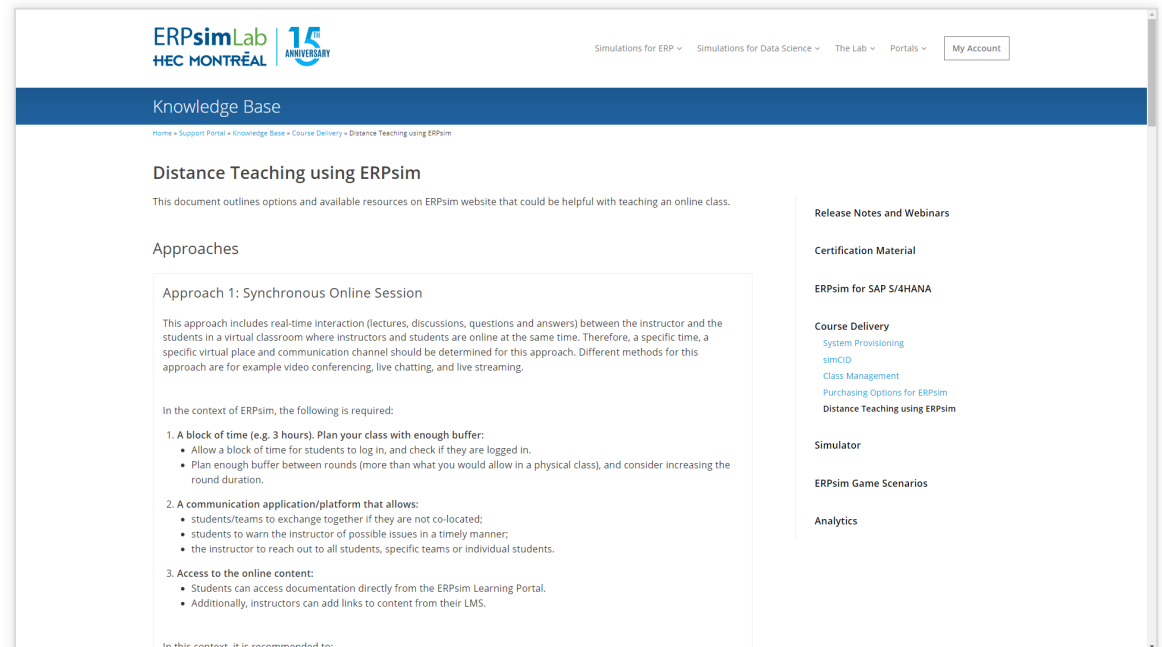 ERPsimLab
HEC MONTRĒAL
15TH
ANNIVERSARY
Simulations for ERP
Simulations for Data Science
The Lab
Portals
My Account
Knowledge Base
Home » Support Portal » Knowledge Base » Course Delivery » Distance Teaching using ERPsim
Distance Teaching using ERPsim
This document outlines options and available resources on ERPsim website that could be helpful with teaching an online class.
Approaches
Approach 1: Synchronous Online Session
This approach includes real-time interaction (lectures, discussions, questions and answers) between the instructor and the
students in a virtual classroom where instructors and students are online at the same time. Therefore, a specific time, a
specific virtual place and communication channel should be determined for this approach. Different methods for this
approach are for example video conferencing, live chatting, and live streaming.
In the context of ERPsim, the following is required:
1. A block of time (e.g. 3 hours). Plan your class with enough buffer:
• Allow a block of time for students to log in, and check if they are logged in.
• Plan enough buffer between rounds (more than what you would allow in a physical class), and consider increasing the
round duration.
2. A communication application/platform that allows:
• students/teams to exchange together if they are not co-located;
• students to warn the instructor of possible issues in a timely manner;
• the instructor to reach out to all students, specific teams or individual students.
3. Access to the online content:
• Students can access documentation directly from the ERPsim Learning Portal.
• Additionally, instructors can add links to content from their LMS.
In this context, it is recommended to:
Release Notes and Webinars
Certification Material
ERPsim for SAP S/4HANA
Course Delivery
System Provisioning
simCID
Class Management
Purchasing Options for ERPsim
Distance Teaching using ERPsim
Simulator
ERPsim Game Scenarios
Analytics